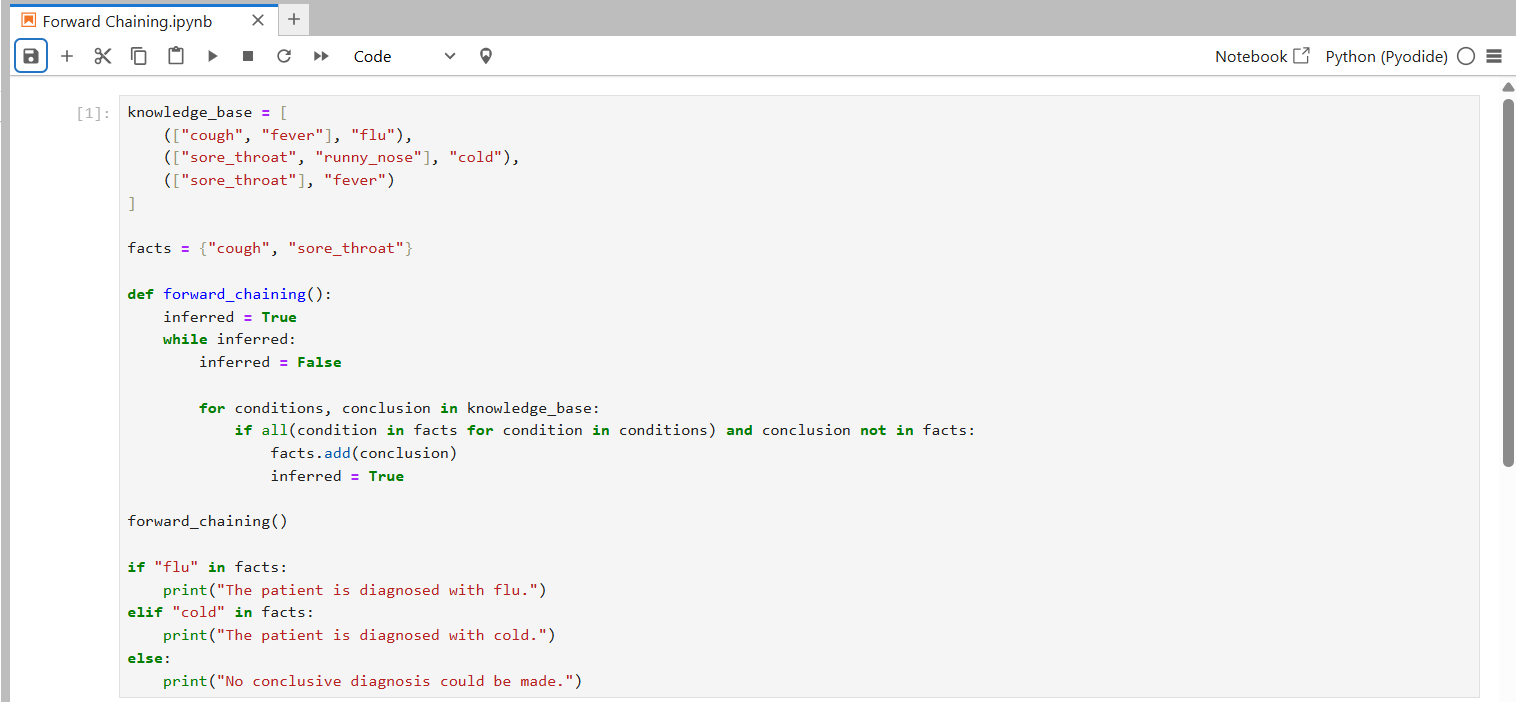 Forward Chaining.ipynb
Code
Notebook
Python (Pyodide)
[1]:
knowledge_base = [
    (["cough", "fever"], "flu"),
    (["sore_throat", "runny_nose"], "cold"),
    (["sore_throat"], "fever")
]

facts = {"cough", "sore_throat"}

def forward_chaining():
    inferred = True
    while inferred:
        inferred = False

        for conditions, conclusion in knowledge_base:
            if all(condition in facts for condition in conditions) and conclusion not in facts:
                facts.add(conclusion)
                inferred = True

forward_chaining()

if "flu" in facts:
    print("The patient is diagnosed with flu.")
elif "cold" in facts:
    print("The patient is diagnosed with cold.")
else:
    print("No conclusive diagnosis could be made.")